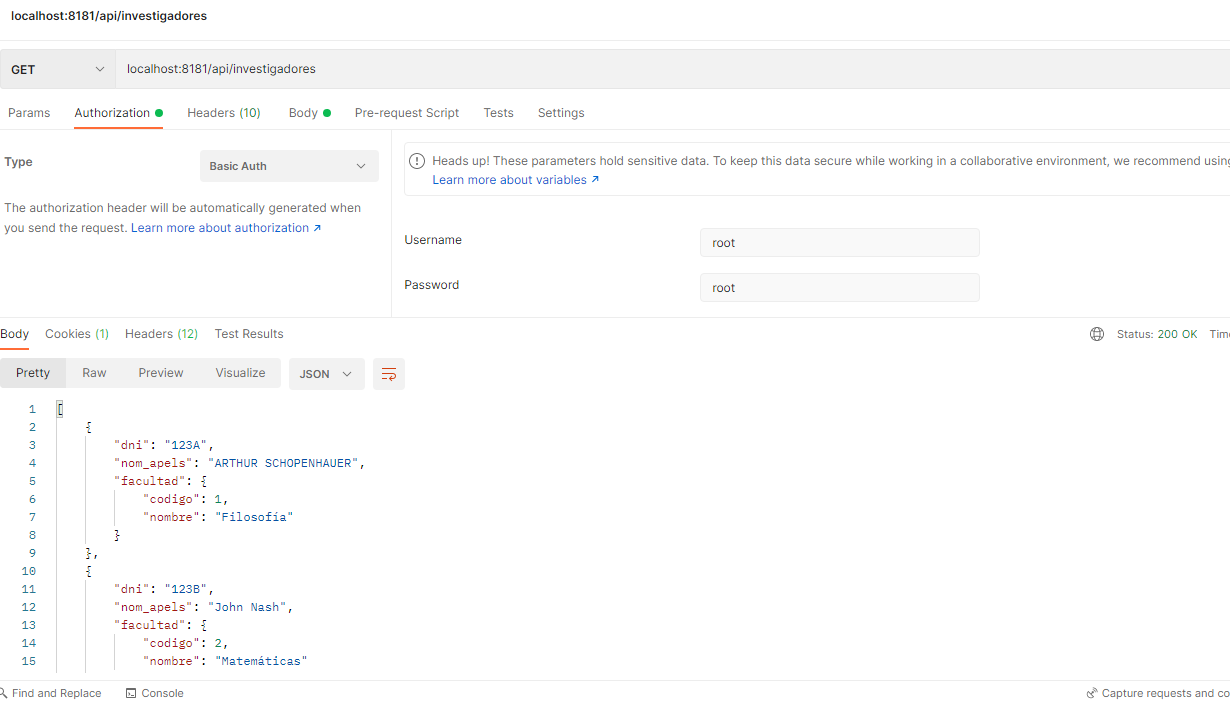 localhost:8181/api/investigadores
GET localhost:8181/api/investigadores
Params Authorization Headers (10) Body Pre-request Script Tests Settings
Type Basic Auth
The authorization header will be automatically generated when
you send the request. Learn more about authorization ↗
Heads up! These parameters hold sensitive data. To keep this data secure while working in a collaborative environment, we recommend using
Learn more about variables ↗
Username root
Password root
Body Cookies (1) Headers (12) Test Results Status: 200 OK Time
Pretty Raw Preview Visualize JSON
1 [
2 {
3 "dni": "123A",
4 "nom_apels": "ARTHUR SCHOPENHAUER",
5 "facultad": {
6 "codigo": 1,
7 "nombre": "Filosofía"
8 }
9 },
10 {
11 "dni": "123B",
12 "nom_apels": "John Nash",
13 "facultad": {
14 "codigo": 2,
15 "nombre": "Matemáticas"
Find and Replace Console Capture requests and co